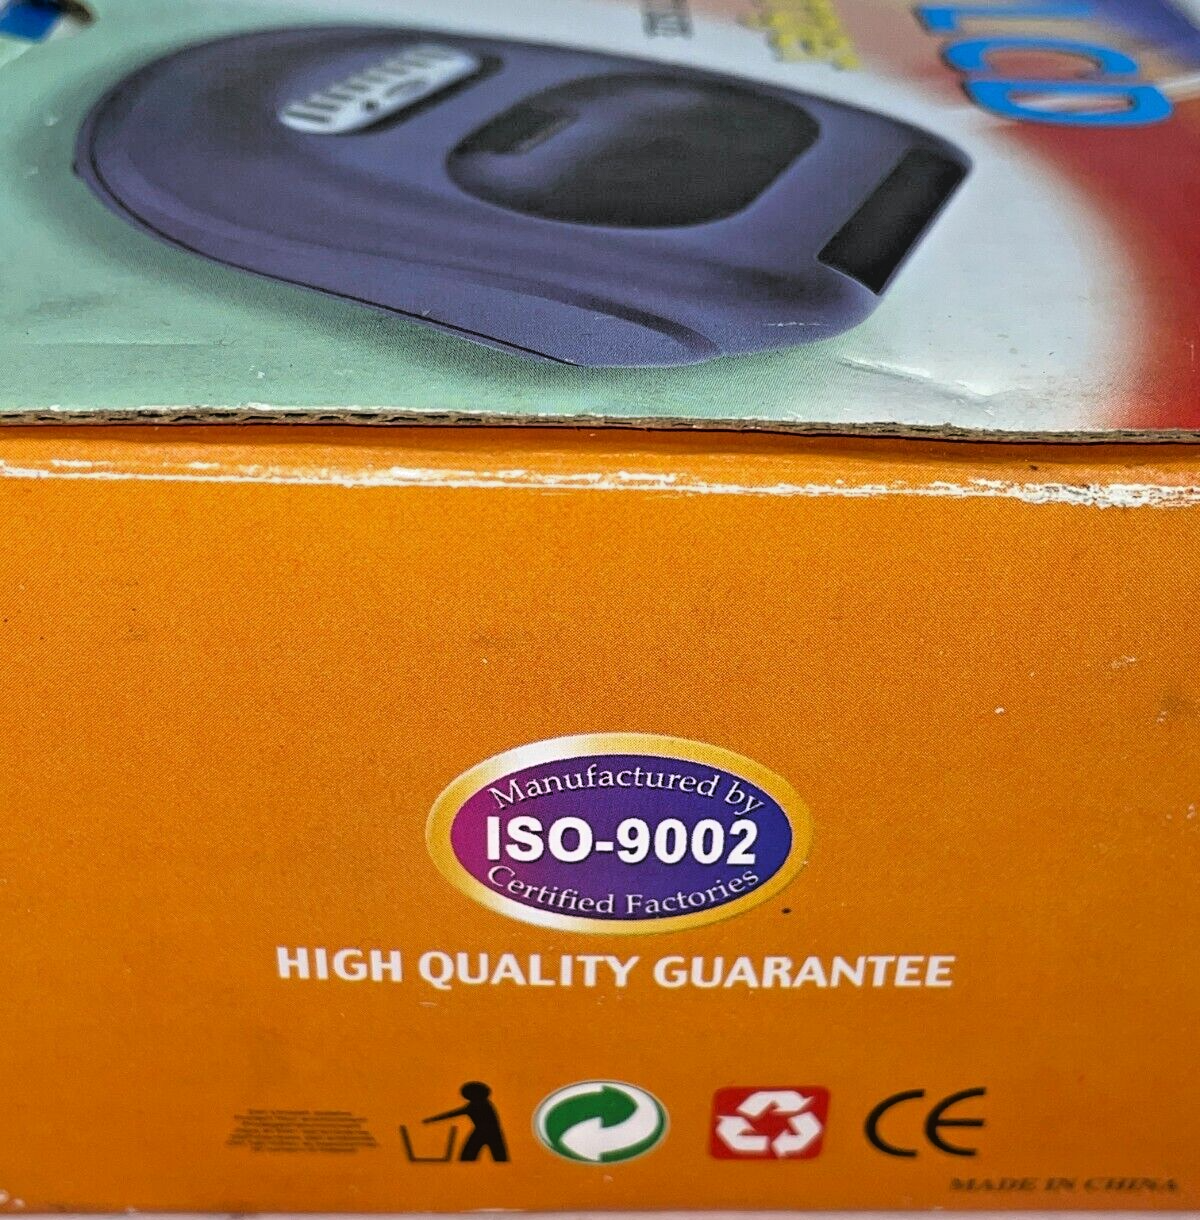 LCD
Manufactured by
ISO-9002
Certified Factories
HIGH QUALITY GUARANTEE
CE
MADE IN CHINA